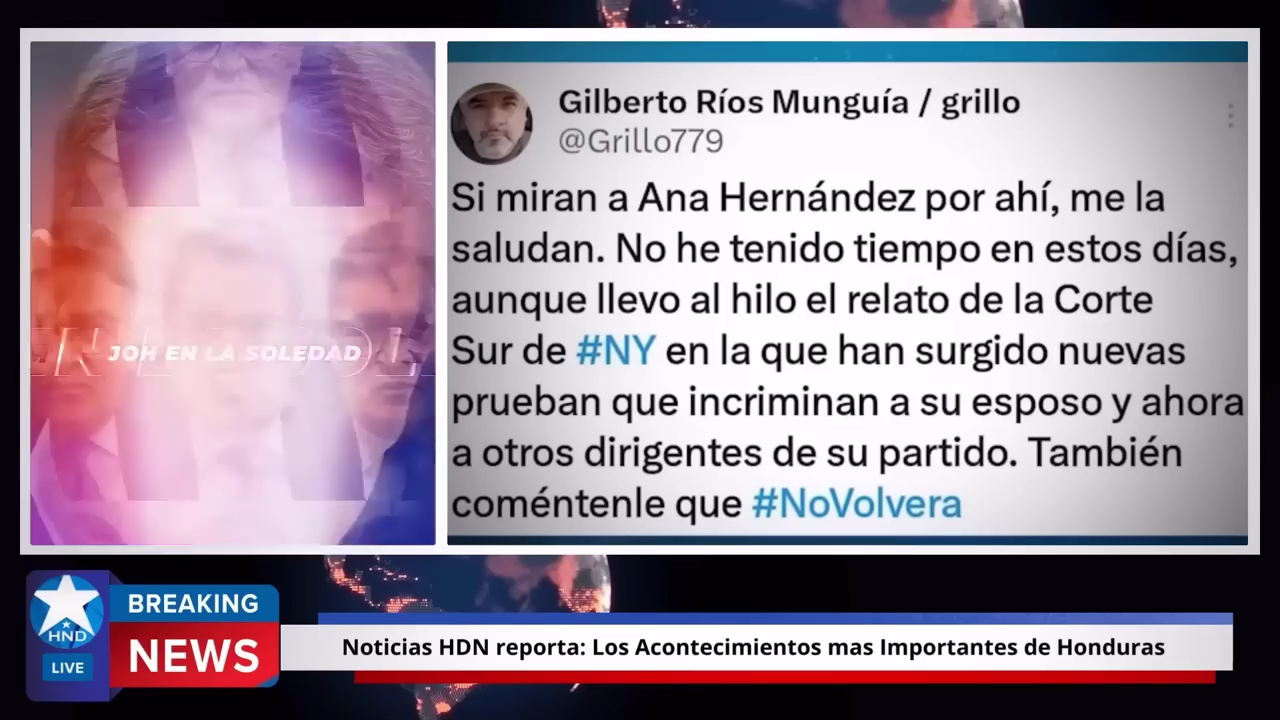 JOH EN LA SOLEDAD
Gilberto Ríos Munguía / grillo
@Grillo779
Si miran a Ana Hernández por ahí, me la
saludan. No he tenido tiempo en estos días,
aunque llevo al hilo el relato de la Corte
Sur de #NY en la que han surgido nuevas
prueban que incriminan a su esposo y ahora
a otros dirigentes de su partido. También
coméntenle que #NoVolvera
HND
LIVE
BREAKING
NEWS
Noticias HDN reporta: Los Acontecimientos mas Importantes de Honduras